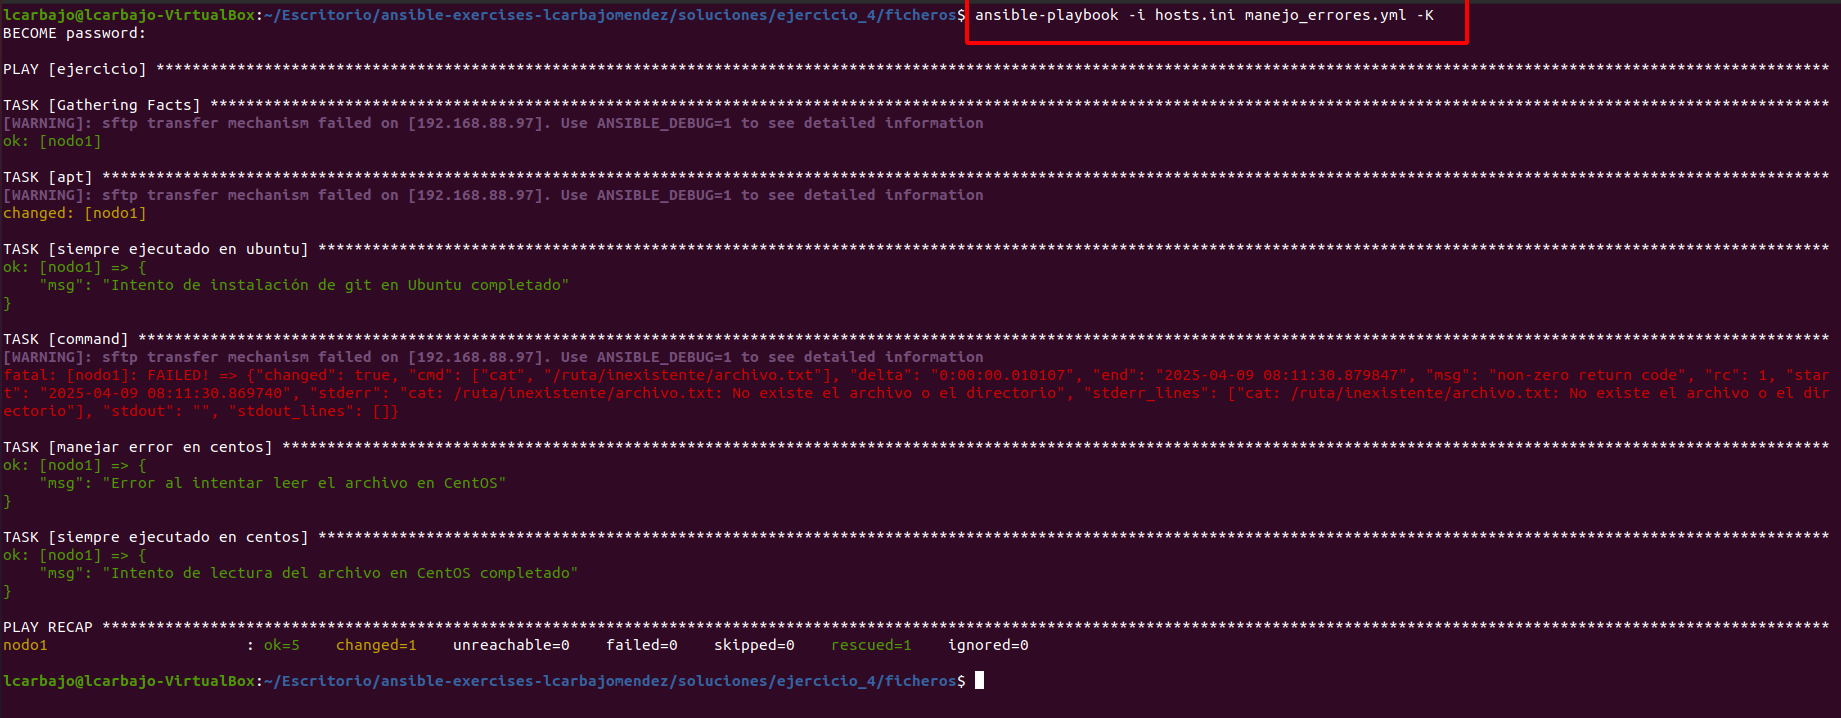 lcarbajo@lcarbajo-VirtualBox:~/Escritorio/ansible-exercises-lcarbajomendez/soluciones/ejercicio_4/ficheros$ ansible-playbook -i hosts.ini manejo_errores.yml -K
BECOME password:
PLAY [ejercicio] ****************************************************************************************************************************************************************************************
TASK [Gathering Facts] **********************************************************************************************************************************************************************************
[WARNING]: sftp transfer mechanism failed on [192.168.88.97]. Use ANSIBLE_DEBUG=1 to see detailed information
ok: [nodo1]
TASK [apt] **********************************************************************************************************************************************************************************************
[WARNING]: sftp transfer mechanism failed on [192.168.88.97]. Use ANSIBLE_DEBUG=1 to see detailed information
changed: [nodo1]
TASK [siempre ejecutado en ubuntu] **********************************************************************************************************************************************************************
ok: [nodo1] => {
    "msg": "Intento de instalación de git en Ubuntu completado"
}
TASK [command] ******************************************************************************************************************************************************************************************
[WARNING]: sftp transfer mechanism failed on [192.168.88.97]. Use ANSIBLE_DEBUG=1 to see detailed information
fatal: [nodo1]: FAILED! => {"changed": true, "cmd": ["cat", "/ruta/inexistente/archivo.txt"], "delta": "0:00:00.010107", "end": "2025-04-09 08:11:30.879847", "msg": "non-zero return code", "rc": 1, "star
t": "2025-04-09 08:11:30.869740", "stderr": "cat: /ruta/inexistente/archivo.txt: No existe el archivo o el directorio", "stderr_lines": ["cat: /ruta/inexistente/archivo.txt: No existe el archivo o el dir
ectorio"], "stdout": "", "stdout_lines": []}
TASK [manejar error en centos] **************************************************************************************************************************************************************************
ok: [nodo1] => {
    "msg": "Error al intentar leer el archivo en CentOS"
}
TASK [siempre ejecutado en centos] **********************************************************************************************************************************************************************
ok: [nodo1] => {
    "msg": "Intento de lectura del archivo en CentOS completado"
}
PLAY RECAP **********************************************************************************************************************************************************************************************
nodo1                      : ok=5    changed=1    unreachable=0    failed=0    skipped=0    rescued=1    ignored=0
lcarbajo@lcarbajo-VirtualBox:~/Escritorio/ansible-exercises-lcarbajomendez/soluciones/ejercicio_4/ficheros$